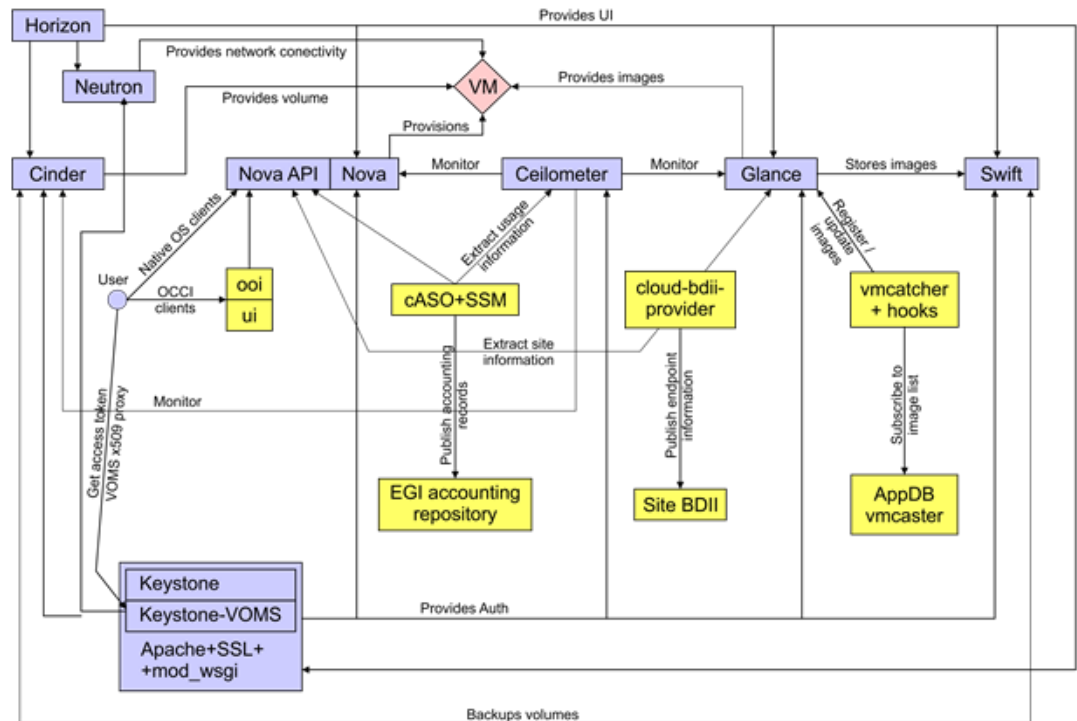 Provides UI
Horizon
Provides network conectivity
Neutron
VM
Provides images
Provides volume
Provisions
Cinder
Nova API
Nova
Monitor
Ceilometer
Monitor
Glance
Stores images
Swift
Native OS clients
Extract usage
information
Register /
update
images
User
OCCI
clients
ooi
ui
cASO+SSM
cloud-bdii-
provider
vmcatcher
+ hooks
Extract site
information
Monitor
Get access token
VOMS x509 proxy
Publish accounting
records
Publish endpoint
information
Subscribe to
image list
EGI accounting
repository
Site BDII
AppDB
vmcaster
Keystone
Keystone-VOMS
Provides Auth
Apache+SSL+
+mod_wsgi
Backups volumes